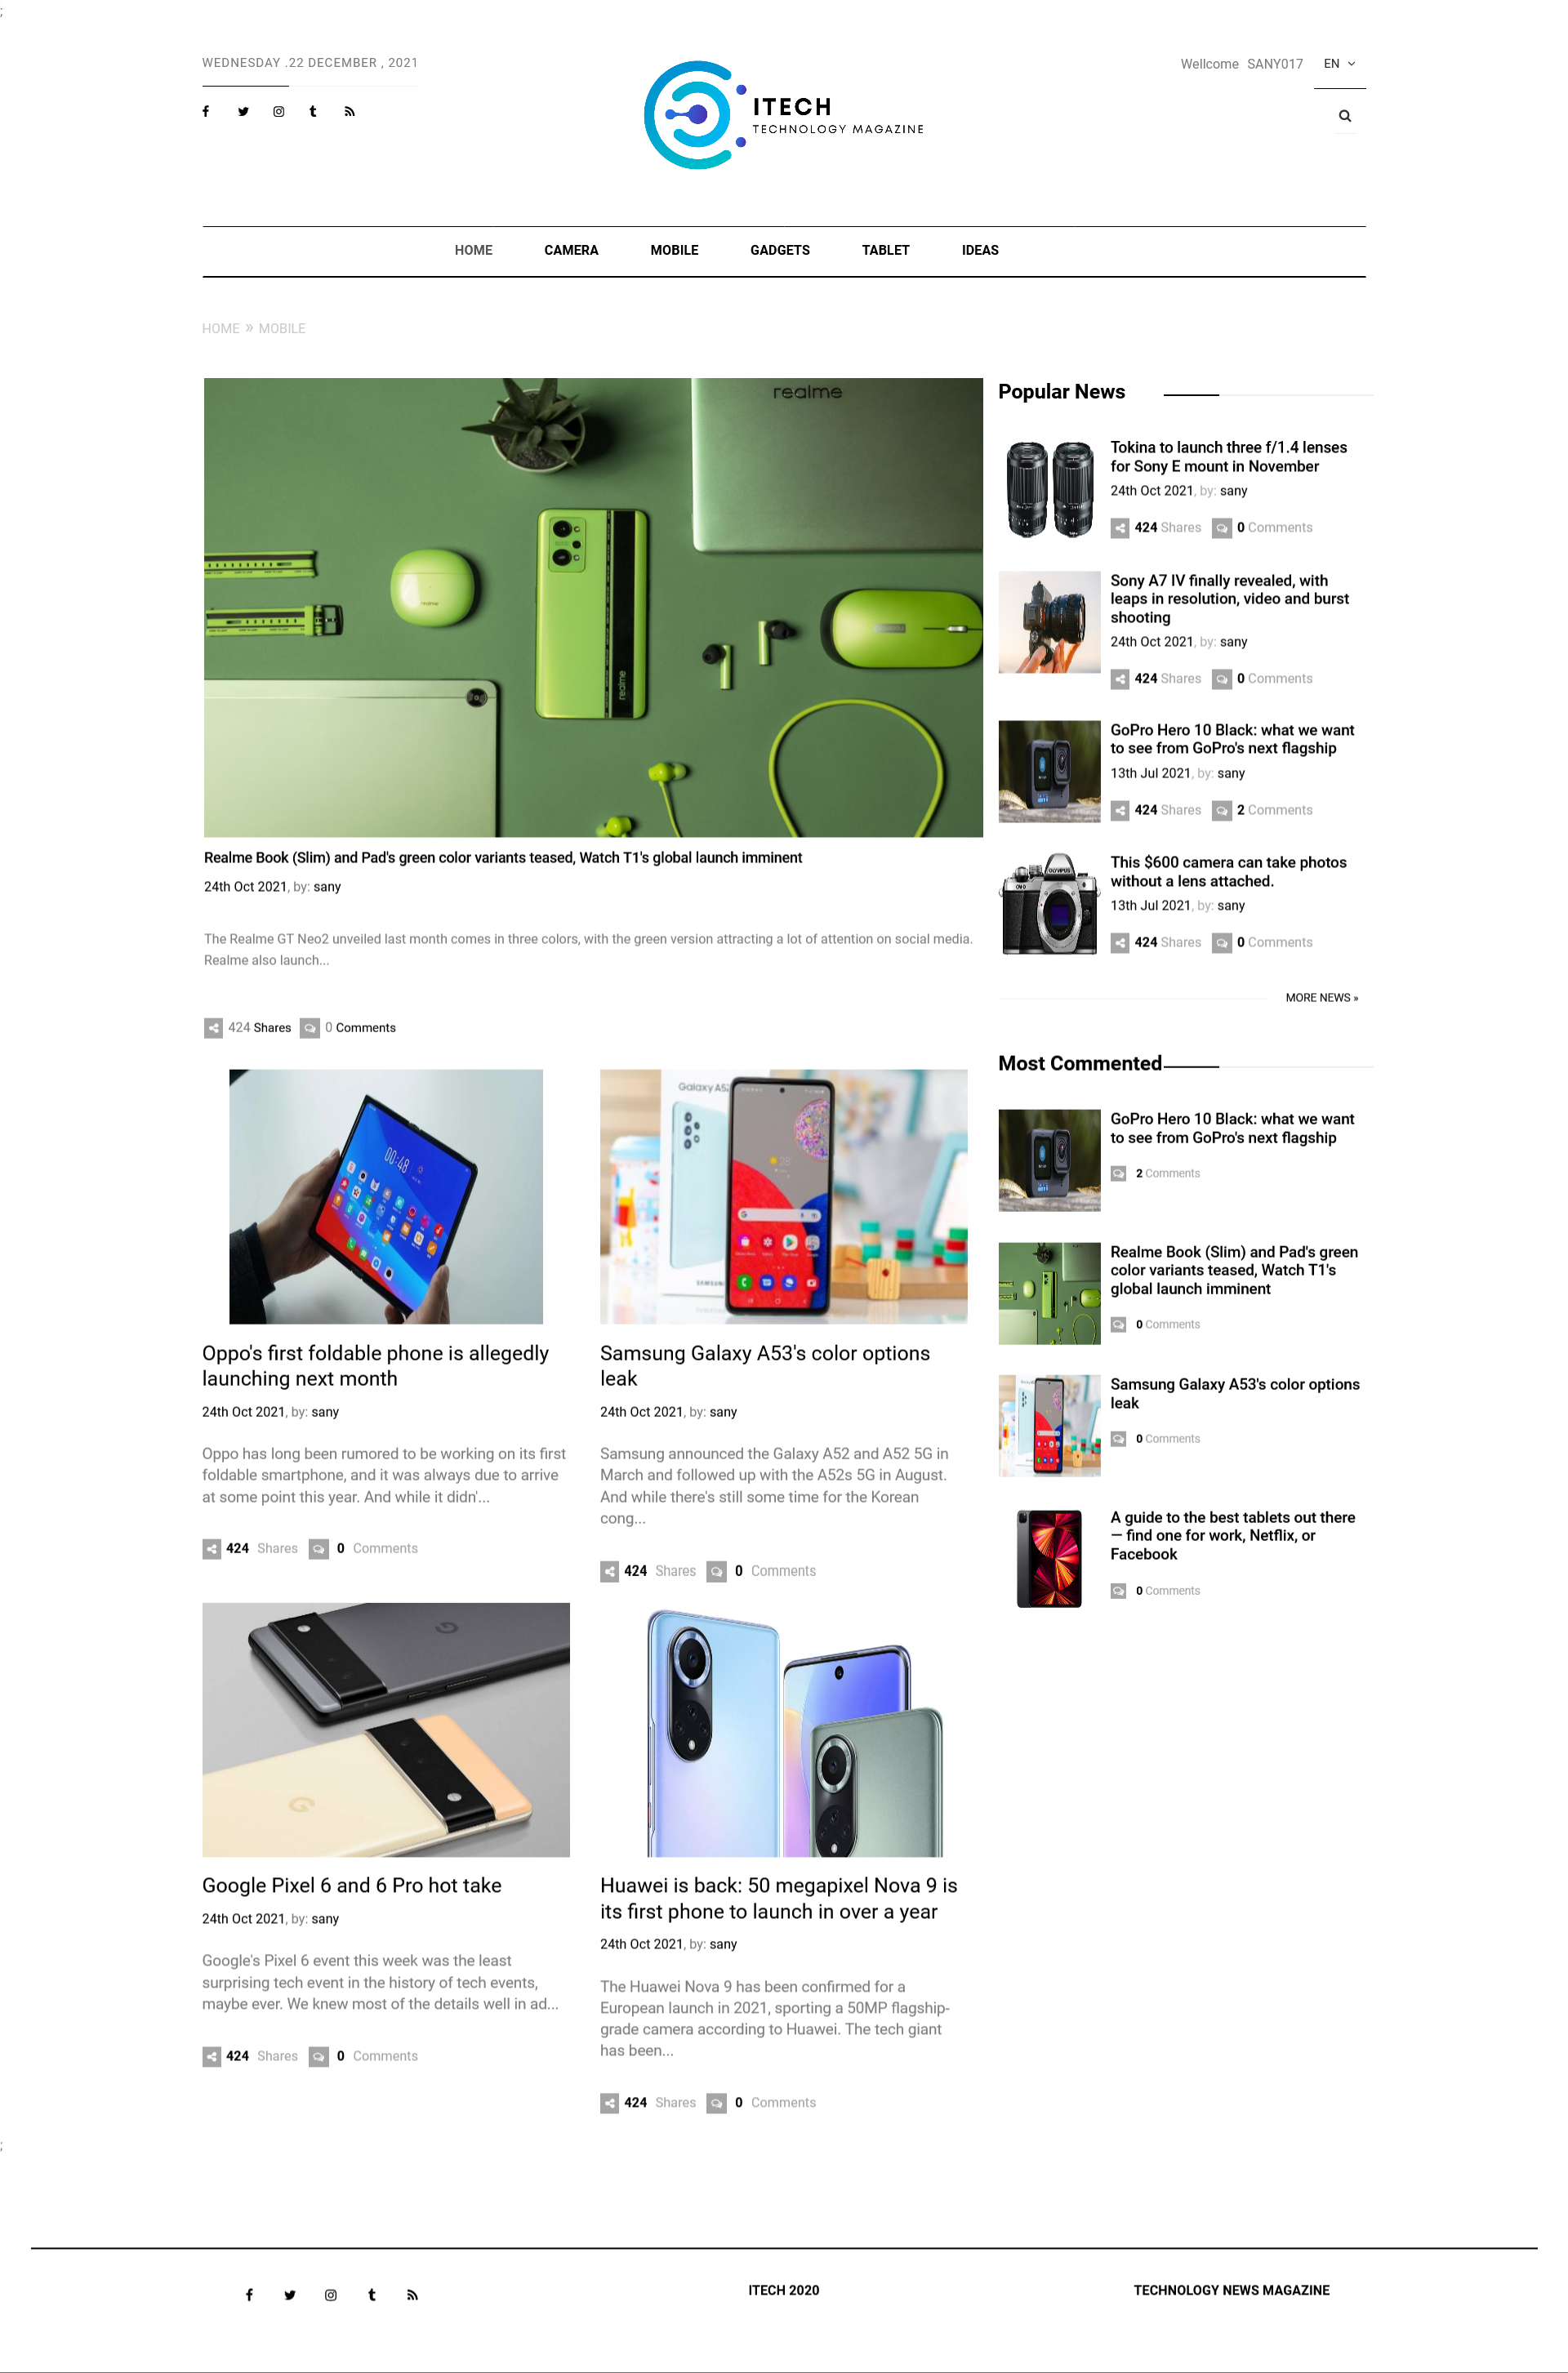 ;
WEDNESDAY .22 DECEMBER , 2021
Wellcome SANY017 EN
ITECH
TECHNOLOGY MAGAZINE
HOME CAMERA MOBILE GADGETS TABLET IDEAS
HOME » MOBILE
realme
realme
realme
Realme Book (Slim) and Pad's green color variants teased, Watch T1's global launch imminent
24th Oct 2021, by: sany
The Realme GT Neo2 unveiled last month comes in three colors, with the green version attracting a lot of attention on social media.
Realme also launch...
424 Shares 0 Comments
00:48
Oppo's first foldable phone is allegedly
launching next month
24th Oct 2021, by: sany
Oppo has long been rumored to be working on its first
foldable smartphone, and it was always due to arrive
at some point this year. And while it didn'...
424 Shares 0 Comments
Galaxy A52
SAMSUNG
Samsung Galaxy A53's color options
leak
24th Oct 2021, by: sany
Samsung announced the Galaxy A52 and A52 5G in
March and followed up with the A52s 5G in August.
And while there's still some time for the Korean
cong...
424 Shares 0 Comments
Google Pixel 6 and 6 Pro hot take
24th Oct 2021, by: sany
Google's Pixel 6 event this week was the least
surprising tech event in the history of tech events,
maybe ever. We knew most of the details well in ad...
424 Shares 0 Comments
Huawei is back: 50 megapixel Nova 9 is
its first phone to launch in over a year
24th Oct 2021, by: sany
The Huawei Nova 9 has been confirmed for a
European launch in 2021, sporting a 50MP flagship-
grade camera according to Huawei. The tech giant
has been...
424 Shares 0 Comments
Popular News
Tokina to launch three f/1.4 lenses
for Sony E mount in November
24th Oct 2021, by: sany
424 Shares 0 Comments
Sony A7 IV finally revealed, with
leaps in resolution, video and burst
shooting
24th Oct 2021, by: sany
424 Shares 0 Comments
GoPro Hero 10 Black: what we want
to see from GoPro's next flagship
13th Jul 2021, by: sany
424 Shares 2 Comments
OLYMPUS
This $600 camera can take photos
without a lens attached.
13th Jul 2021, by: sany
424 Shares 0 Comments
MORE NEWS »
Most Commented
GoPro Hero 10 Black: what we want
to see from GoPro's next flagship
2 Comments
Realme Book (Slim) and Pad's green
color variants teased, Watch T1's
global launch imminent
0 Comments
Samsung Galaxy A53's color options
leak
0 Comments
A guide to the best tablets out there
— find one for work, Netflix, or
Facebook
0 Comments
;
ITECH 2020
TECHNOLOGY NEWS MAGAZINE